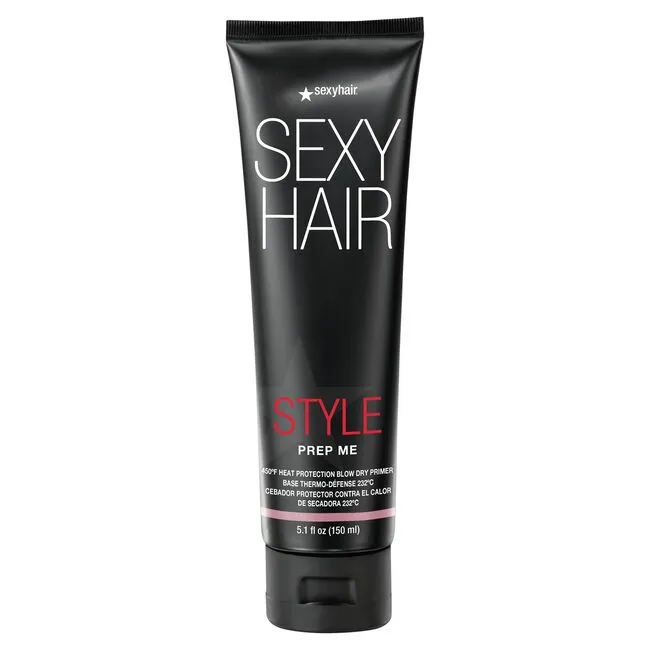 sexyhair
SEXY
HAIR
STYLE
PREP ME
450°F HEAT PROTECTION BLOW DRY PRIMER
BASE THERMO-DÉFENSE 232°C
CEBADOR PROTECTOR CONTRA EL CALOR
DE SECADORA 232°C
5.1 fl oz (150 ml)